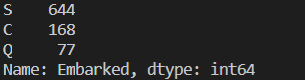 S    644
C    168
Q     77
Name: Embarked, dtype: int64